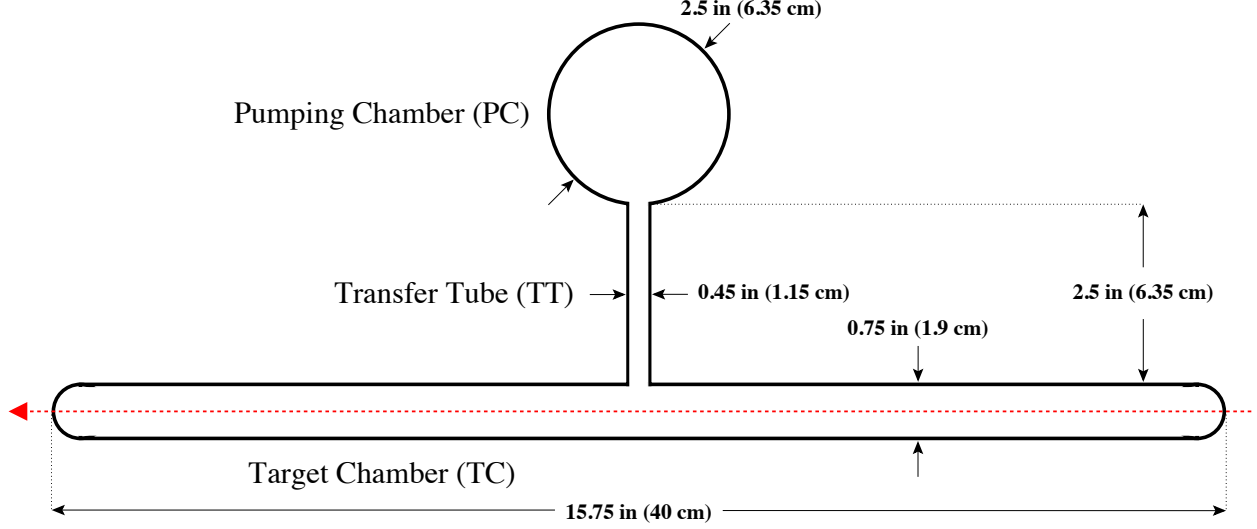 2.5 in (6.35 cm)
Pumping Chamber (PC)
Transfer Tube (TT)
0.45 in (1.15 cm)
2.5 in (6.35 cm)
0.75 in (1.9 cm)
Target Chamber (TC)
15.75 in (40 cm)